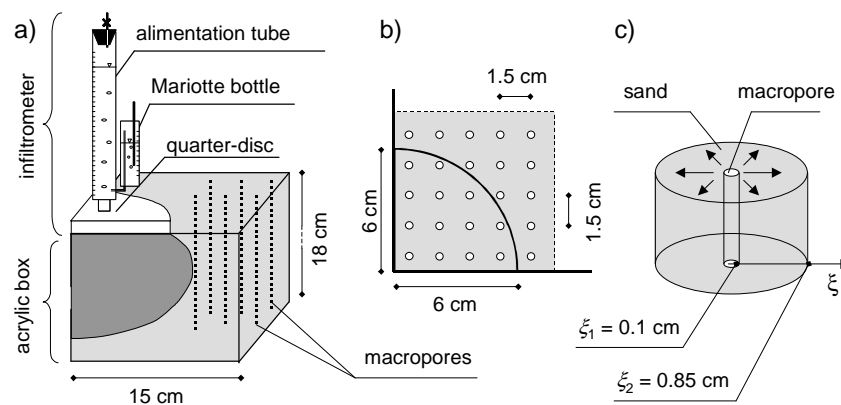 a)
alimentation tube
Mariotte bottle
quarter-disc
infiltrometer
acrylic box
18 cm
15 cm
macropores
b)
1.5 cm
1.5 cm
6 cm
6 cm
c)
sand
macropore
ξ
ξ1 = 0.1 cm
ξ2 = 0.85 cm